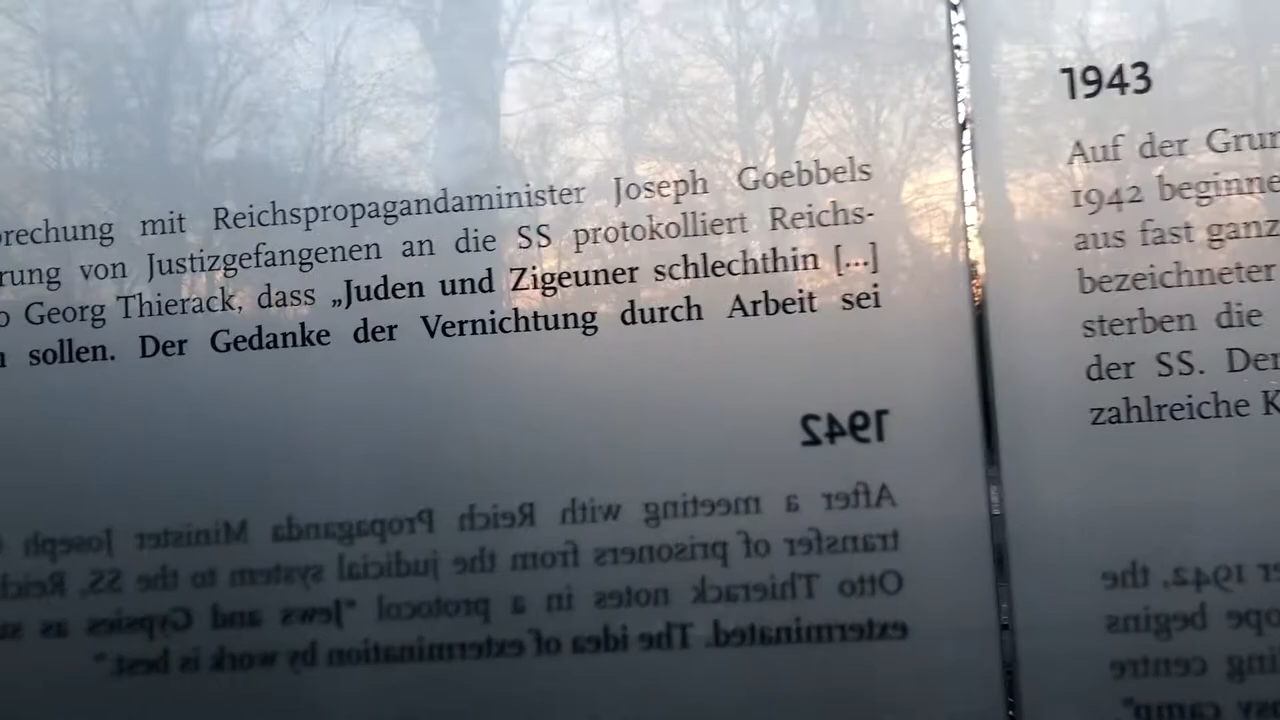 prechung mit Reichspropagandaminister Joseph Goebbels
rung von Justizgefangenen an die SS protokolliert Reichs-
o Georg Thierack, dass „Juden und Zigeuner schlechthin [...]
n sollen. Der Gedanke der Vernichtung durch Arbeit sei
1942
After a meeting with Reich Propaganda Minister Joseph
transfer of prisoners from the judicial system to the SS, Reich
Otto Thierack notes in a protocol "Jews and Gypsies as su
exterminated. The idea of extermination by work is best."
1943
Auf der Grun
1942 beginne
aus fast ganz
bezeichneter
sterben die
der SS. Der
zahlreiche K
er 1942, the
ope begins
ing centre
psy camp"